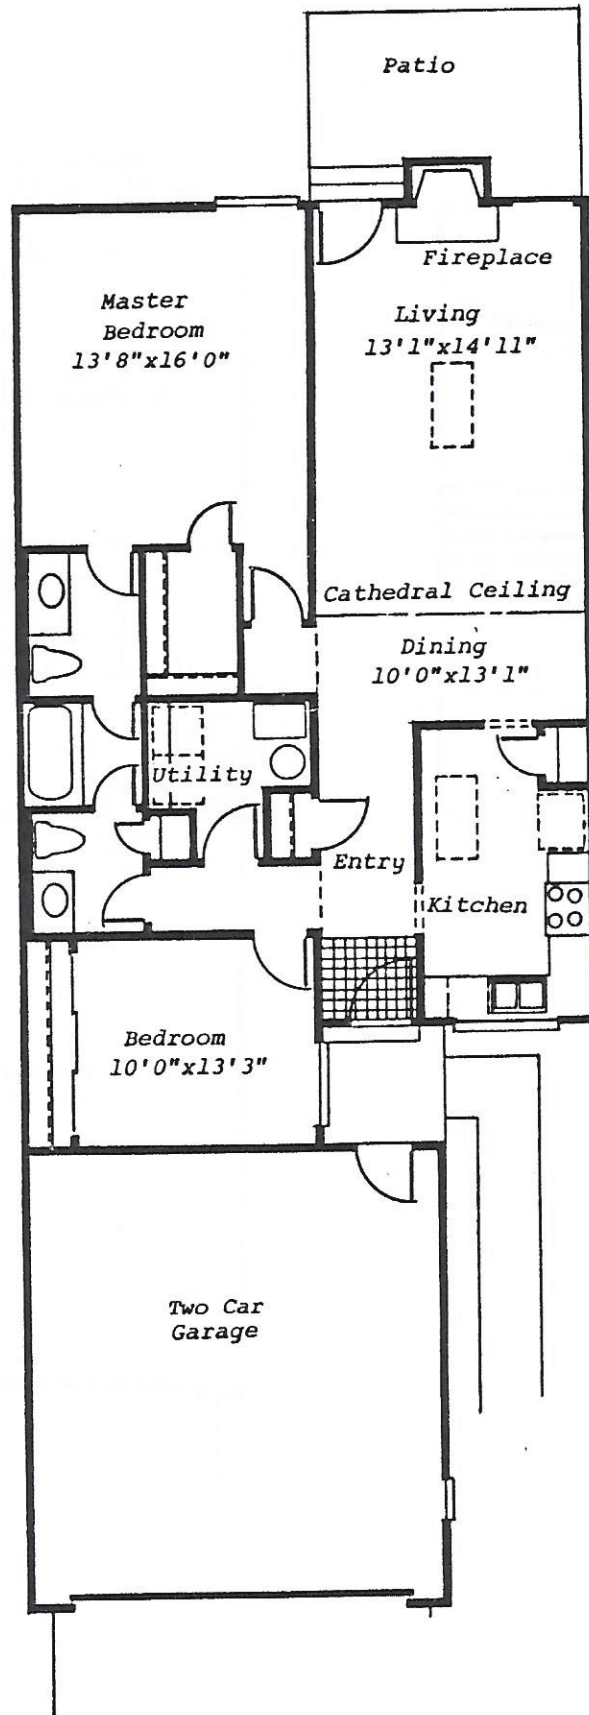 Patio
Fireplace
Master
Bedroom
13'8"x16'0"
Living
13'1"x14'11"
Cathedral Ceiling
Dining
10'0"x13'1"
Utility
Entry
Kitchen
Bedroom
10'0"x13'3"
Two Car
Garage